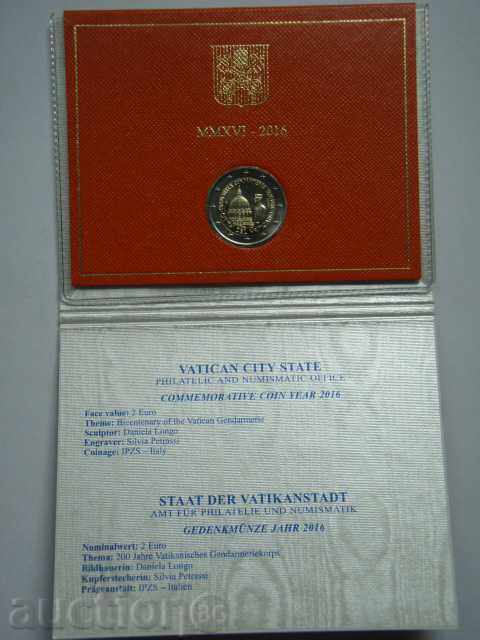 MMXVI - 2016
VATICAN CITY STATE
PHILATELIC AND NUMISMATIC OFFICE
COMMEMORATIVE COIN YEAR 2016
Face value: 2 Euro
Theme: Bicentenary of the Vatican Gendarmerie
Sculptor: Daniela Longo
Engraver: Silvia Petrassi
Coinage: IPZS – Italy
STAAT DER VATIKANSTADT
AMT FÜR PHILATELIE UND NUMISMATIK
GEDENKMÜNZE JAHR 2016
Nominalwert: 2 Euro
Thema: 200 Jahre Vatikanisches Gendarmeriekorps
Bildhauerin: Daniela Longo
Kupferstecherin: Silvia Petrassi
Prägeanstalt: IPZS – Italien
auction